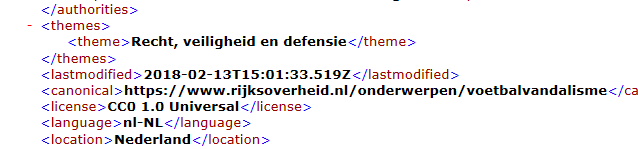 </authorities>
- <themes>
<theme>Recht, veiligheid en defensie</theme>
</themes>
<lastmodified>2018-02-13T15:01:33.519Z</lastmodified>
<canonical>https://www.rijksoverheid.nl/onderwerpen/voetbalvandalisme</ca
<license>CC0 1.0 Universal</license>
<language>nl-NL</language>
<location>Nederland</location>